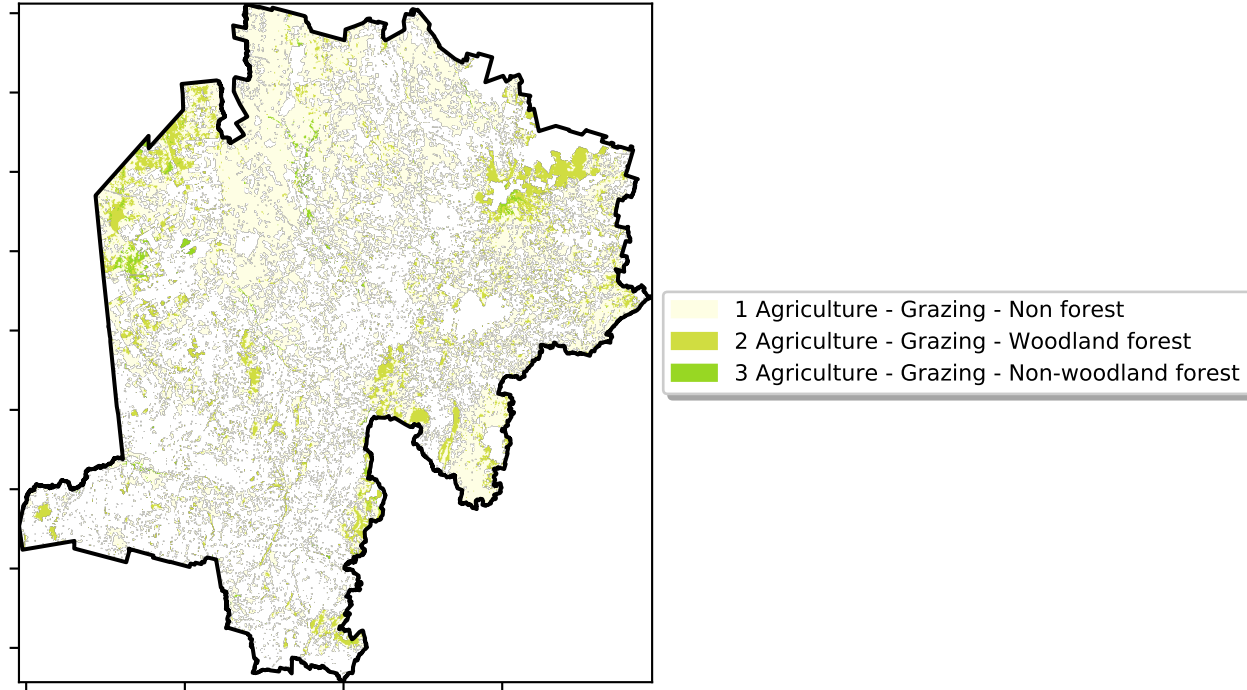 1 Agriculture - Grazing - Non forest
2 Agriculture - Grazing - Woodland forest
3 Agriculture - Grazing - Non-woodland forest